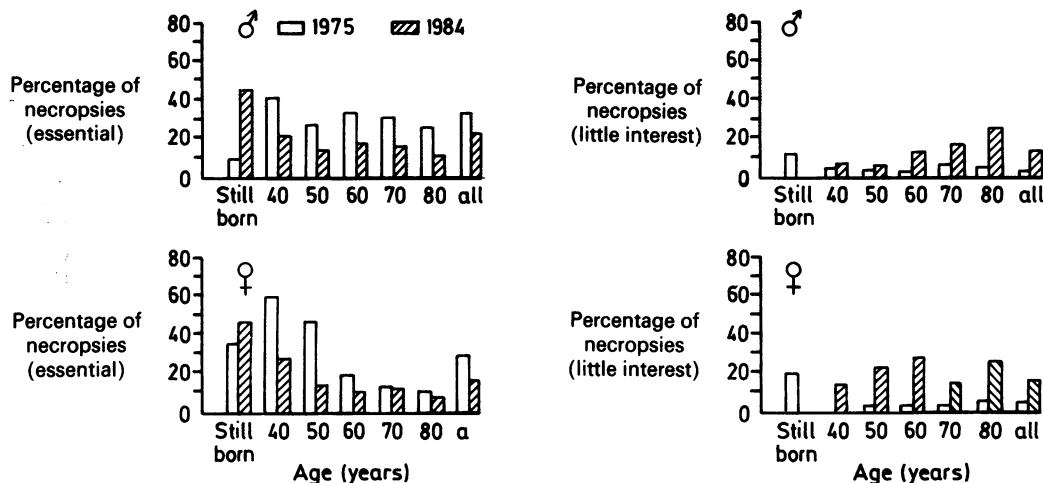 ♂ 1975 1984
Percentage of
necropsies
(essential)
80
60
40
20
0
Still
born 40 50 60 70 80 all
♂
Percentage of
necropsies
(little interest)
80
60
40
20
0
Still
born 40 50 60 70 80 all
♀
Percentage of
necropsies
(essential)
80
60
40
20
0
Still
born 40 50 60 70 80 a
Age (years)
♀
Percentage of
necropsies
(little interest)
80
60
40
20
0
Still
born 40 50 60 70 80 all
Age (years)